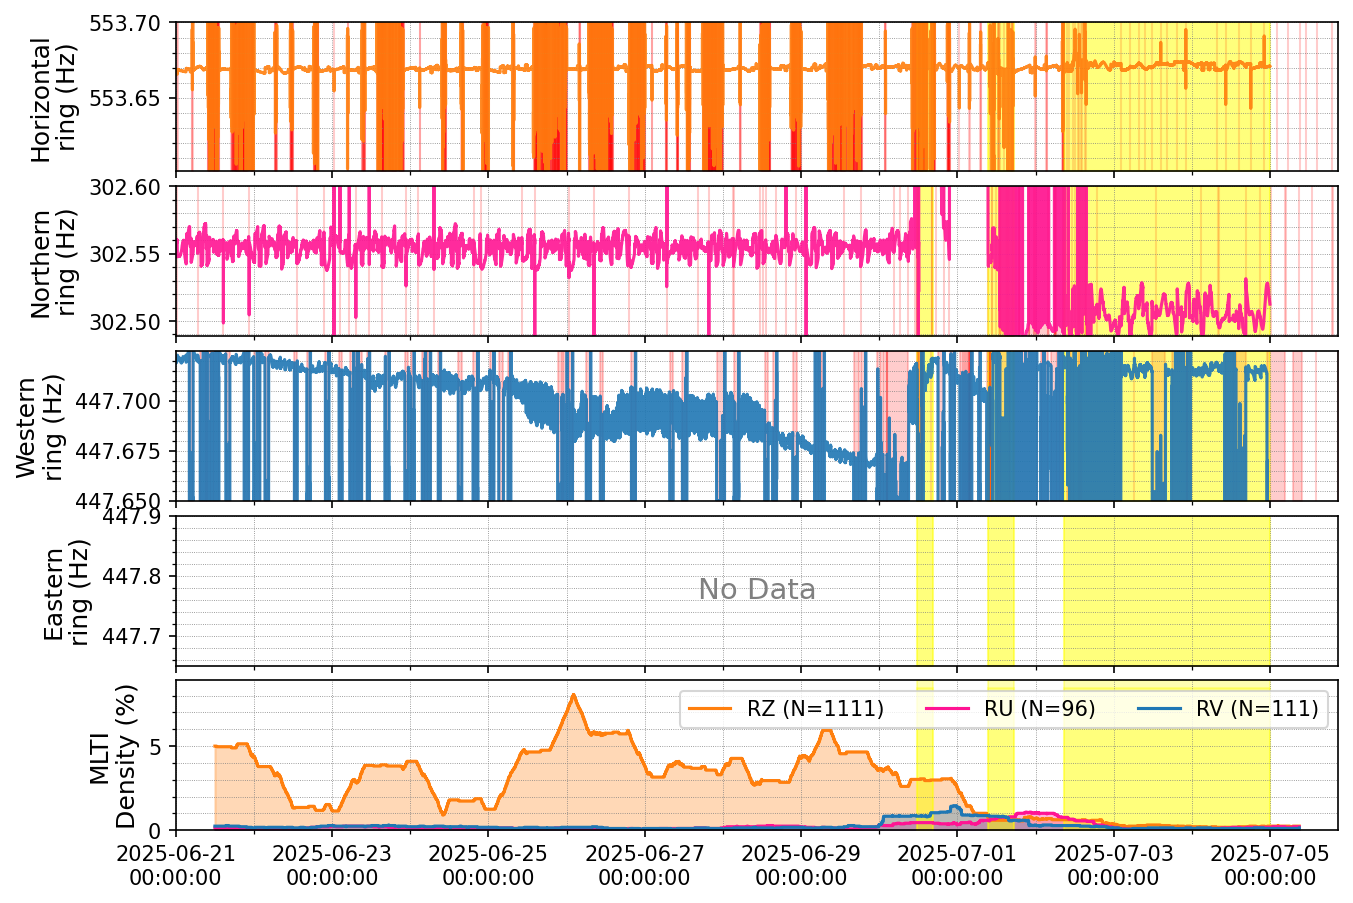 Horizontal
ring (Hz)
553.70
553.65
Northern
ring (Hz)
302.60
302.55
302.50
Western
ring (Hz)
447.700
447.675
447.650
Eastern
ring (Hz)
447.9
447.8
447.7
No Data
MLTI
Density (%)
5
0
RZ (N=1111)
RU (N=96)
RV (N=111)
2025-06-21
00:00:00
2025-06-23
00:00:00
2025-06-25
00:00:00
2025-06-27
00:00:00
2025-06-29
00:00:00
2025-07-01
00:00:00
2025-07-03
00:00:00
2025-07-05
00:00:00